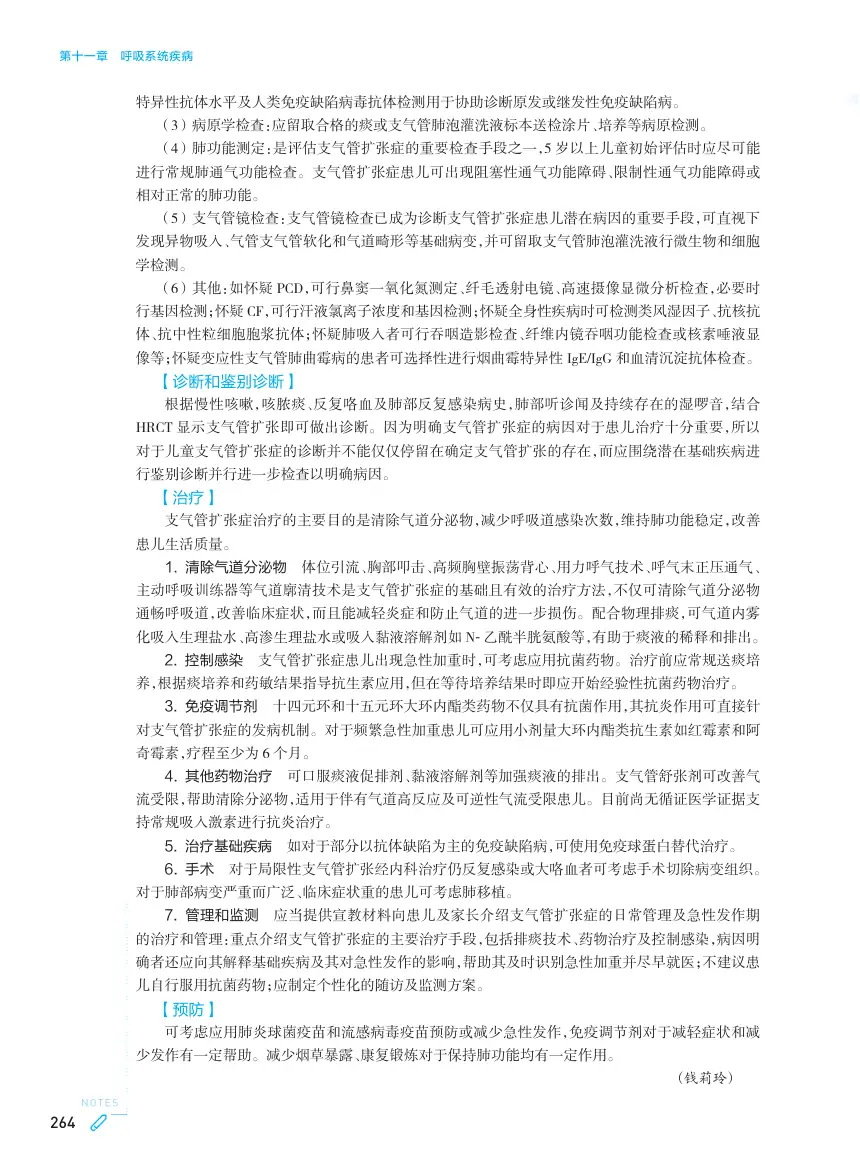 第十一章 呼吸系统疾病
特异性抗体水平及人类免疫缺陷病毒抗体检测用于协助诊断原发或继发性免疫缺陷病。
（3）病原学检查：应留取合格的痰或支气管肺泡灌洗液标本送检涂片、培养等病原检测。
（4）肺功能测定：是评估支气管扩张症的重要检查手段之一，5 岁以上儿童初始评估时应尽可能
进行常规肺通气功能检查。支气管扩张症患儿可出现阻塞性通气功能障碍、限制性通气功能障碍或
相对正常的肺功能。
（5）支气管镜检查：支气管镜检查已成为诊断支气管扩张症患儿潜在病因的重要手段，可直视下
发现异物吸入、气管支气管软化和气道畸形等基础病变，并可留取支气管肺泡灌洗液行微生物和细胞
学检测。
（6）其他：如怀疑 PCD，可行鼻窦一氧化氮测定、纤毛透射电镜、高速摄像显微分析检查，必要时
行基因检测；怀疑 CF，可行汗液氯离子浓度和基因检测；怀疑全身性疾病时可检测类风湿因子、抗核抗
体、抗中性粒细胞胞浆抗体；怀疑肺吸入者可行吞咽造影检查、纤维内镜吞咽功能检查或核素唾液显
像等；怀疑变应性支气管肺曲霉病的患者可选择性进行烟曲霉特异性 IgE/IgG 和血清沉淀抗体检查。
【诊断和鉴别诊断】
根据慢性咳嗽，咳脓痰、反复咯血及肺部反复感染病史，肺部听诊闻及持续存在的湿啰音，结合
HRCT 显示支气管扩张即可做出诊断。因为明确支气管扩张症的病因对于患儿治疗十分重要，所以
对于儿童支气管扩张症的诊断并不能仅仅停留在确定支气管扩张的存在，而应围绕潜在基础疾病进
行鉴别诊断并行进一步检查以明确病因。
【治疗】
支气管扩张症治疗的主要目的是清除气道分泌物，减少呼吸道感染次数，维持肺功能稳定，改善
患儿生活质量。
1. 清除气道分泌物 体位引流、胸部叩击、高频胸壁振荡背心、用力呼气技术、呼气末正压通气、
主动呼吸训练器等气道廓清技术是支气管扩张症的基础且有效的治疗方法，不仅可清除气道分泌物
通畅呼吸道，改善临床症状，而且能减轻炎症和防止气道的进一步损伤。配合物理排痰，可气道内雾
化吸入生理盐水、高渗生理盐水或吸入黏液溶解剂如 N- 乙酰半胱氨酸等，有助于痰液的稀释和排出。
2. 控制感染 支气管扩张症患儿出现急性加重时，可考虑应用抗菌药物。治疗前应常规送痰培
养，根据痰培养和药敏结果指导抗生素应用，但在等待培养结果时即应开始经验性抗菌药物治疗。
3. 免疫调节剂 十四元环和十五元环大环内酯类药物不仅具有抗菌作用，其抗炎作用可直接针
对支气管扩张症的发病机制。对于频繁急性加重患儿可应用小剂量大环内酯类抗生素如红霉素和阿
奇霉素，疗程至少为 6 个月。
4. 其他药物治疗 可口服痰液促排剂、黏液溶解剂等加强痰液的排出。支气管舒张剂可改善气
流受限，帮助清除分泌物，适用于伴有气道高反应及可逆性气流受限患儿。目前尚无循证医学证据支
持常规吸入激素进行抗炎治疗。
5. 治疗基础疾病 如对于部分以抗体缺陷为主的免疫缺陷病，可使用免疫球蛋白替代治疗。
6. 手术 对于局限性支气管扩张经内科治疗仍反复感染或大咯血者可考虑手术切除病变组织。
对于肺部病变严重而广泛、临床症状重的患儿可考虑肺移植。
7. 管理和监测 应当提供宣教材料向患儿及家长介绍支气管扩张症的日常管理及急性发作期
的治疗和管理：重点介绍支气管扩张症的主要治疗手段，包括排痰技术、药物治疗及控制感染，病因明
确者还应向其解释基础疾病及其对急性发作的影响，帮助其及时识别急性加重并尽早就医；不建议患
儿自行服用抗菌药物；应制定个性化的随访及监测方案。
【预防】
可考虑应用肺炎球菌疫苗和流感病毒疫苗预防或减少急性发作，免疫调节剂对于减轻症状和减
少发作有一定帮助。减少烟草暴露、康复锻炼对于保持肺功能均有一定作用。
（钱莉玲）
NOTES
264